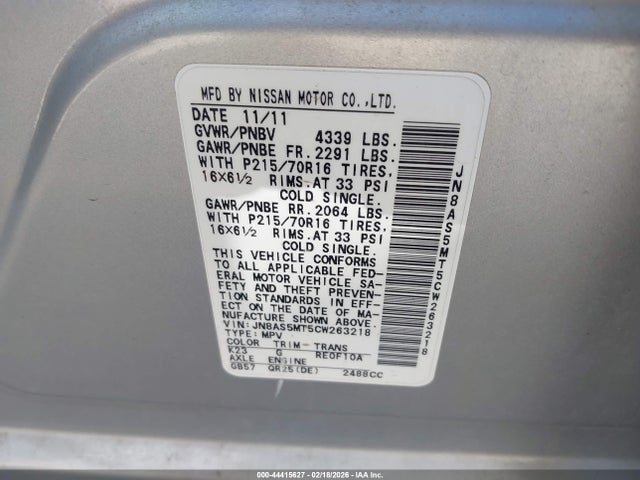 MFD BY NISSAN MOTOR CO.,LTD.
DATE 11/11
GVWR/PNBV 4339 LBS.
GAWR/PNBE FR. 2291 LBS.
WITH P215/70R16 TIRES,
16X6½ RIMS.AT 33 PSI
COLD SINGLE.
GAWR/PNBE RR. 2064 LBS.
WITH P215/70R16 TIRES.
16X6½ RIMS.AT 33 PSI
COLD SINGLE.
THIS VEHICLE CONFORMS
TO ALL APPLICABLE FED-
ERAL MOTOR VEHICLE SA-
FETY AND THEFT PREVEN-
TION STANDARDS IN EFF-
ECT ON THE DATE OF MA-
NUFACTURE SHOWN ABOVE.
VIN: JN8AS5MT5CW263218
TYPE: MPV
COLOR TRIM- TRANS
K23 G RE0F10A
AXLE ENGINE
GB57 QR25(DE) 2488CC
JN8AS5MT5CW263218
000-44415627 - 02/18/2026 - IAAI.com